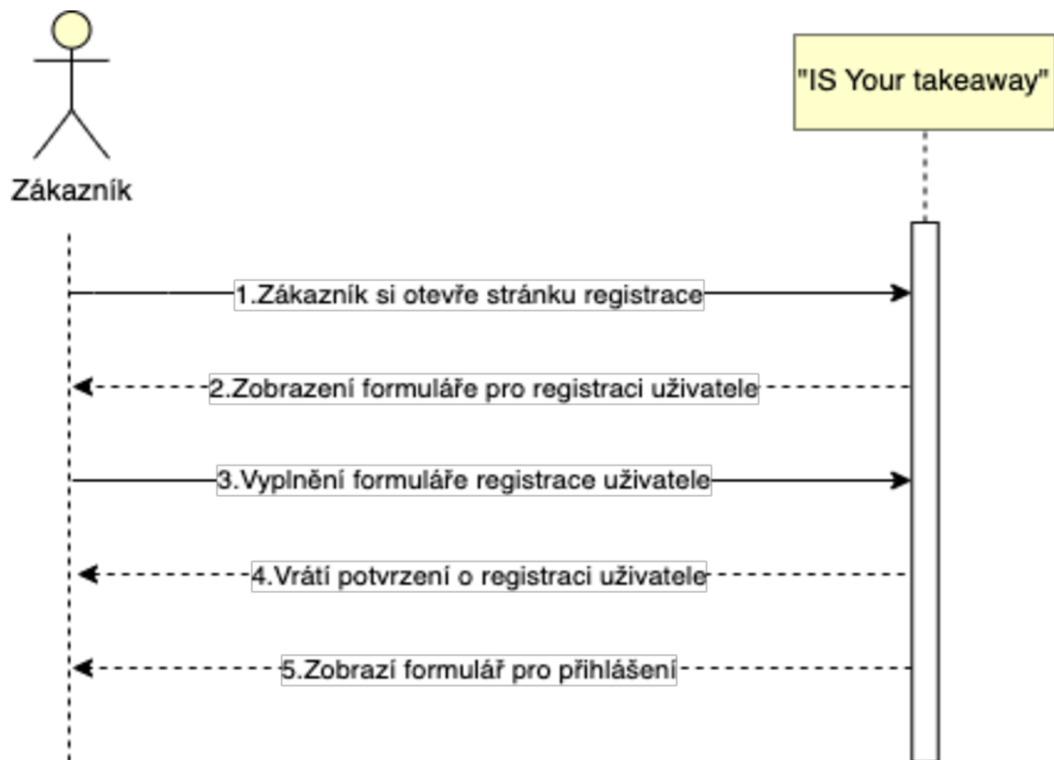 Zákazník
"IS Your takeaway"
1.Zákazník si otevře stránku registrace
2.Zobrazení formuláře pro registraci uživatele
3.Vyplnění formuláře registrace uživatele
4.Vrátí potvrzení o registraci uživatele
5.Zobrazí formulář pro přihlášení